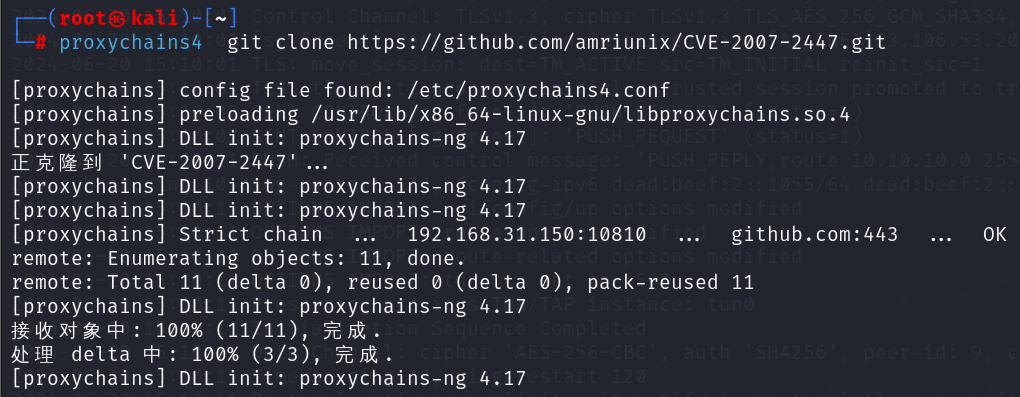 ┌──(root㉿kali)-[~]
└─# proxychains4  git clone https://github.com/amriunix/CVE-2007-2447.git
[proxychains] config file found: /etc/proxychains4.conf
[proxychains] preloading /usr/lib/x86_64-linux-gnu/libproxychains.so.4
[proxychains] DLL init: proxychains-ng 4.17
正克隆到 'CVE-2007-2447'...
[proxychains] DLL init: proxychains-ng 4.17
[proxychains] DLL init: proxychains-ng 4.17
[proxychains] Strict chain  ...  192.168.31.150:10810  ...  github.com:443  ...  OK
remote: Enumerating objects: 11, done.
remote: Total 11 (delta 0), reused 0 (delta 0), pack-reused 11
[proxychains] DLL init: proxychains-ng 4.17
接收对象中: 100% (11/11), 完成.
处理 delta 中: 100% (3/3), 完成.
[proxychains] DLL init: proxychains-ng 4.17